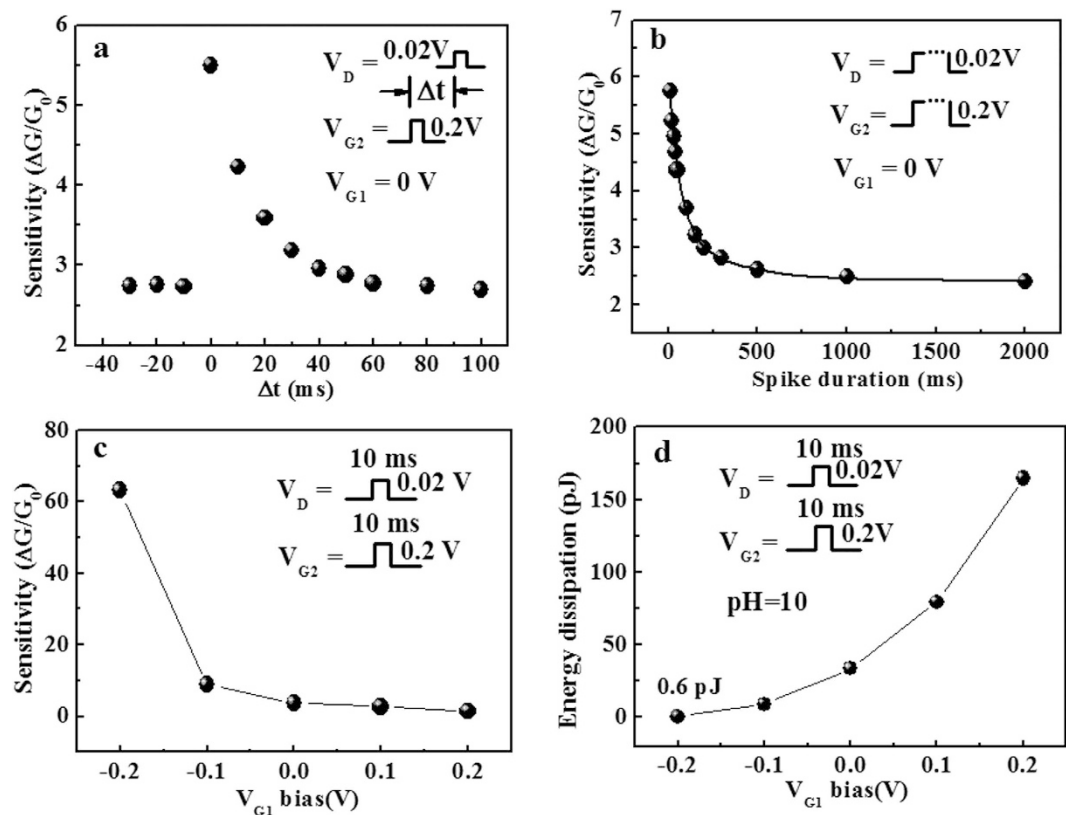 a
V_D = 0.02V
Δt
V_G2 = 0.2V
V_G1 = 0 V
Sensitivity (ΔG/G_0)
6
5
4
3
2
-40 -20 0 20 40 60 80 100
Δt (ms)
b
V_D = 0.02V
V_G2 = 0.2V
V_G1 = 0 V
Sensitivity (ΔG/G_0)
7
6
5
4
3
2
0 500 1000 1500 2000
Spike duration (ms)
c
10 ms
V_D = 0.02 V
10 ms
V_G2 = 0.2 V
Sensitivity (ΔG/G_0)
80
60
40
20
0
-0.2 -0.1 0.0 0.1 0.2
V_G1 bias(V)
d
10 ms
V_D = 0.02V
10 ms
V_G2 = 0.2V
pH=10
0.6 pJ
Energy dissipation (pJ)
200
175
150
125
100
75
50
25
0
-0.2 -0.1 0.0 0.1 0.2
V_G1 bias(V)